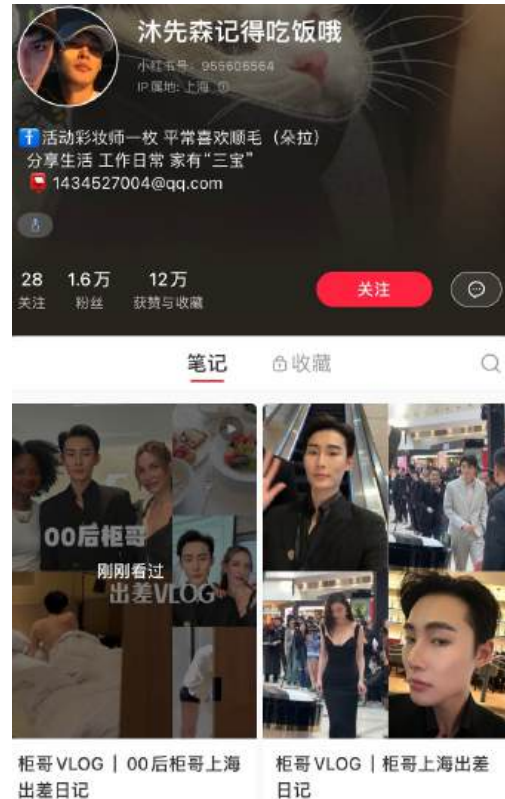 沐先森记得吃饭哦
小红书号：955606564
IP属地：上海
活动彩妆师一枚 平常喜欢顺毛（朵拉）
分享生活 工作日常 家有“三宝”
1434527004@qq.com
28 1.6万 12万
关注 粉丝 获赞与收藏
关注
笔记 收藏
00后柜哥
刚刚看过
出差VLOG
柜哥VLOG | 00后柜哥上海
出差日记
柜哥VLOG | 柜哥上海出差
日记